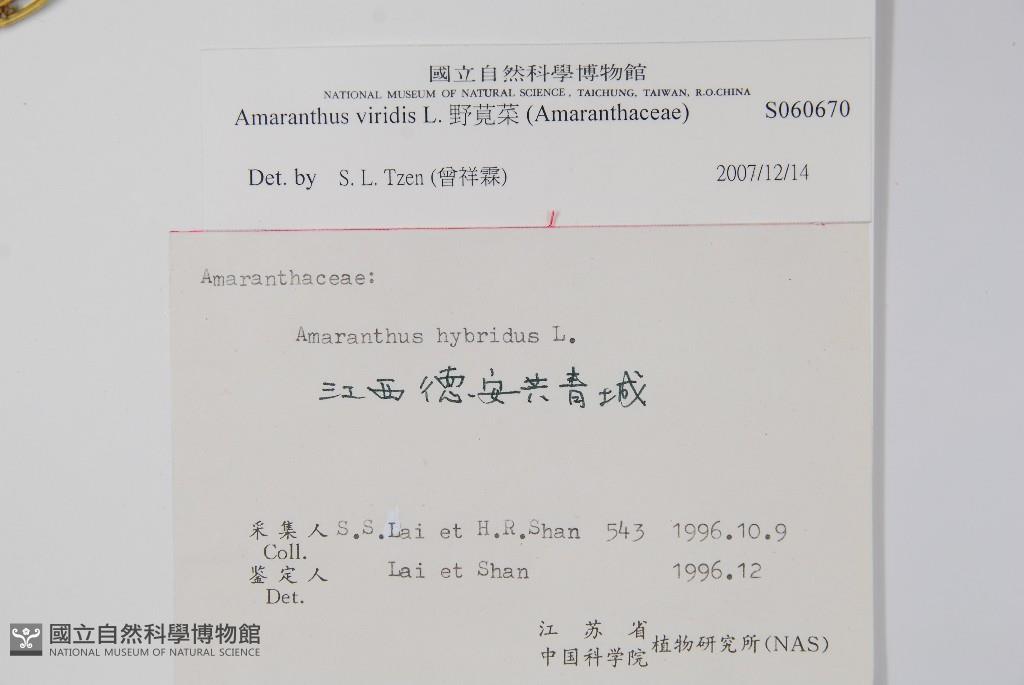 國立自然科學博物館
NATIONAL MUSEUM OF NATURAL SCIENCE, TAICHUNG, TAIWAN, R.O.CHINA
Amaranthus viridis L. 野莧菜 (Amaranthaceae) S060670
Det. by S. L. Tzen (曾祥霖) 2007/12/14
Amaranthaceae:
Amaranthus hybridus L.
江西德安共青城
采集人 S.S.Lai et H.R.Shan 543 1996.10.9
Coll.
鉴定人 Lai et Shan 1996.12
Det.
江苏省
中国科学院 植物研究所(NAS)
國立自然科學博物館
NATIONAL MUSEUM OF NATURAL SCIENCE